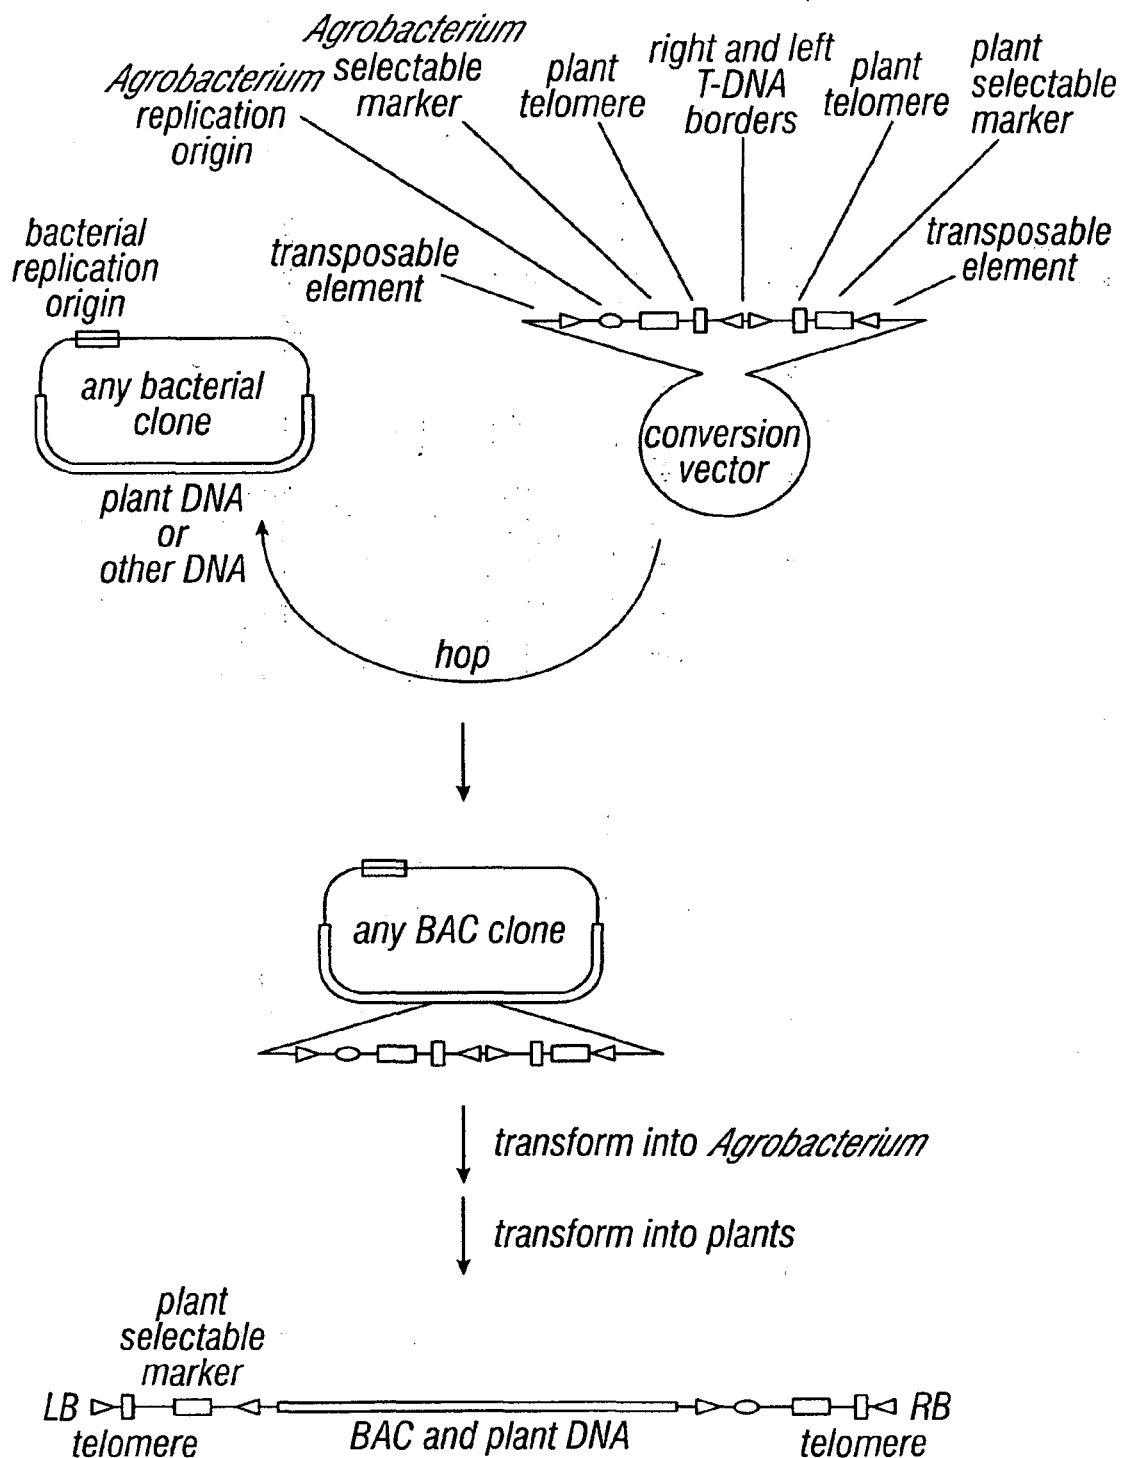 Agrobacterium
replication
origin
Agrobacterium
selectable
marker
plant
telomere
right and left
T-DNA
borders
plant
telomere
plant
selectable
marker
bacterial
replication
origin
transposable
element
transposable
element
any bacterial
clone
conversion
vector
plant DNA
or
other DNA
hop
any BAC clone
transform into Agrobacterium
transform into plants
plant
selectable
marker
LB
RB
telomere
BAC and plant DNA
telomere